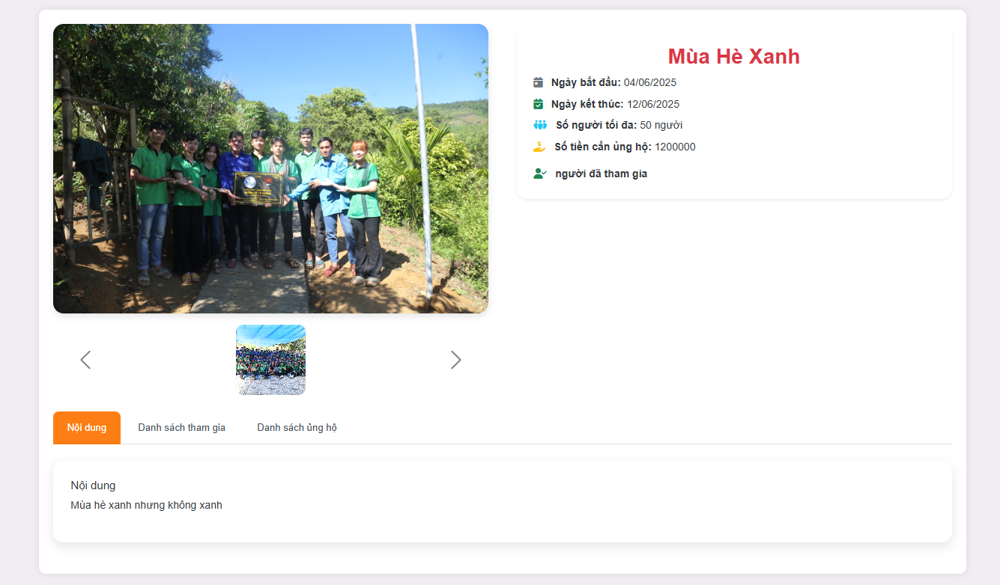 Mùa Hè Xanh
Ngày bắt đầu: 04/06/2025
Ngày kết thúc: 12/06/2025
Số người tối đa: 50 người
Số tiền cần ủng hộ: 1200000
người đã tham gia
Nội dung
Danh sách tham gia
Danh sách ủng hộ
Nội dung
Mùa hè xanh nhưng không xanh